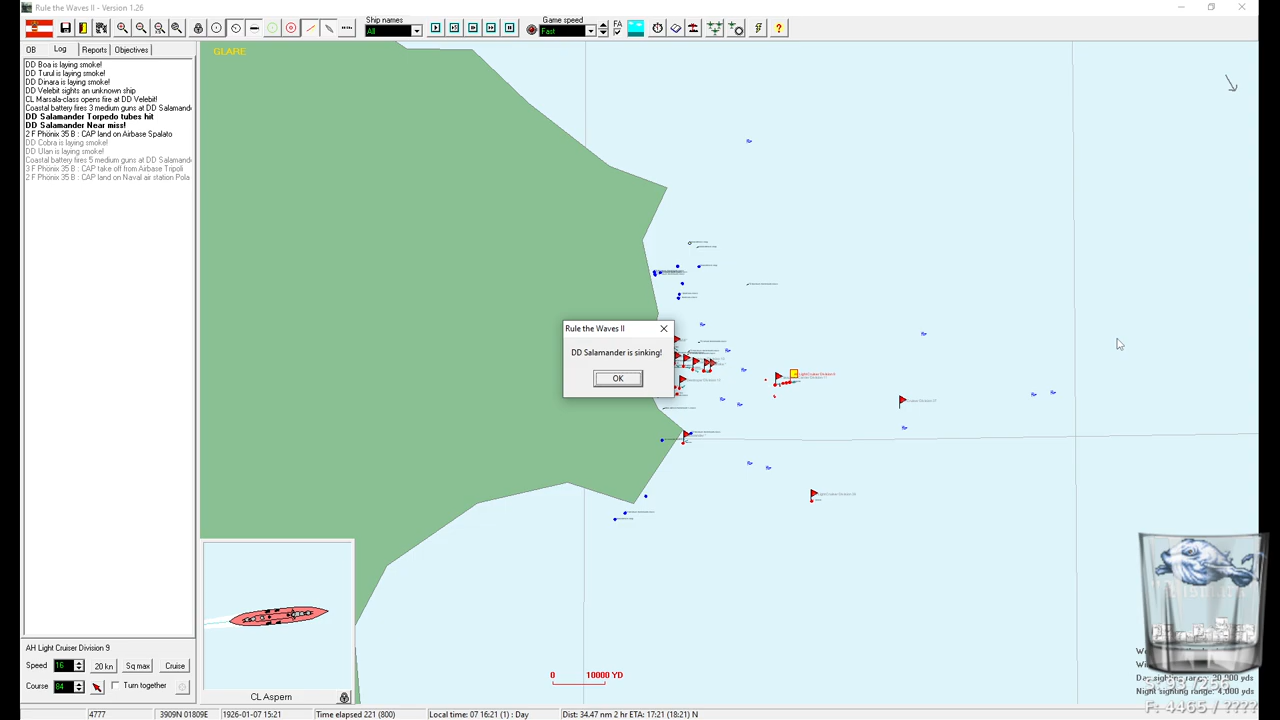 Rule the Waves II - Version 1.26
Ship names
All
Game speed
Fast
FA
OB
Log
Reports
Objectives
GLARE
DD Boa is laying smoke!
DD Turul is laying smoke!
DD Dinara is laying smoke!
DD Velebit sights an unknown ship
CL Marsala-class opens fire at DD Velebit!
Coastal battery fires 3 medium guns at DD Salamande
DD Salamander Torpedo tubes hit
DD Salamander Near miss!
2 F Phönix 35 B : CAP land on Airbase Spalato
DD Cobra is laying smoke!
DD Ulan is laying smoke!
Coastal battery fires 5 medium guns at DD Salamande
3 F Phönix 35 B : CAP take off from Airbase Tripoli
2 F Phönix 35 B : CAP land on Naval air station Pola
Rule the Waves II
DD Salamander is sinking!
OK
AH Light Cruiser Division 9
Speed 16 20 kn Sq max Cruise
Course 84 Turn together
CL Aspern
0 10000 YD
Day sighting range: 20,000 yds
Night sighting range: 4,000 yds
F: 4465 / ????
4777
3909N 01809E
1926-01-07 15:21
Time elapsed 221 (800)
Local time: 07 16:21 (1) : Day
Dist: 34.47 nm 2 hr ETA: 17:21 (18:21) N